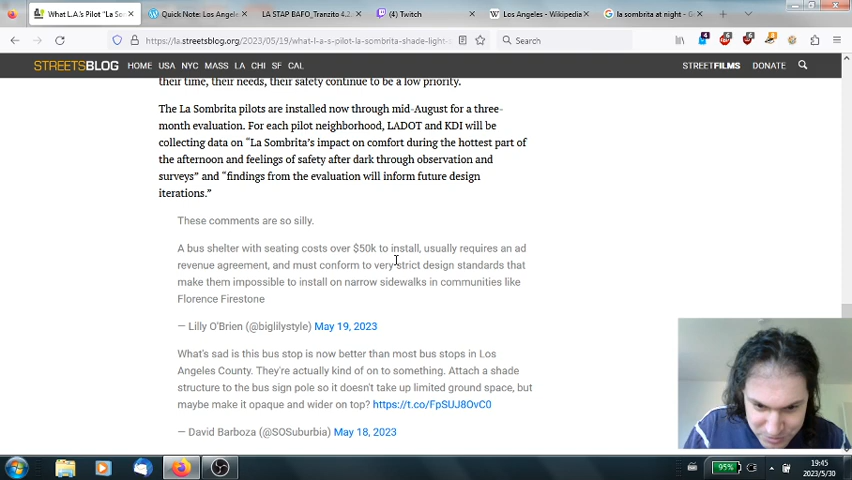 What L.A.'s Pilot "La So
Quick Note: Los Angeles
LA STAP BAFO_Tranzito 4.2.
(4) Twitch
Los Angeles - Wikipedia
la sombrita at night - G
https://la.streetsblog.org/2023/05/19/what-l-a-s-pilot-la-sombrita-shade-light-
Search
4
6
6
STREETSBLOG HOME USA NYC MASS LA CHI SF CAL STREETFILMS DONATE
their time, their needs, their safety continue to be a low priority.
The La Sombrita pilots are installed now through mid-August for a three-
month evaluation. For each pilot neighborhood, LADOT and KDI will be
collecting data on “La Sombrita's impact on comfort during the hottest part of
the afternoon and feelings of safety after dark through observation and
surveys” and “findings from the evaluation will inform future design
iterations.”
These comments are so silly.
A bus shelter with seating costs over $50k to install, usually requires an ad
revenue agreement, and must conform to very strict design standards that
make them impossible to install on narrow sidewalks in communities like
Florence Firestone
— Lilly O'Brien (@biglilystyle) May 19, 2023
What's sad is this bus stop is now better than most bus stops in Los
Angeles County. They're actually kind of on to something. Attach a shade
structure to the bus sign pole so it doesn't take up limited ground space, but
maybe make it opaque and wider on top? https://t.co/FpSUJ8OvC0
— David Barboza (@SOSuburbia) May 18, 2023
95%
19:45
2023/5/30